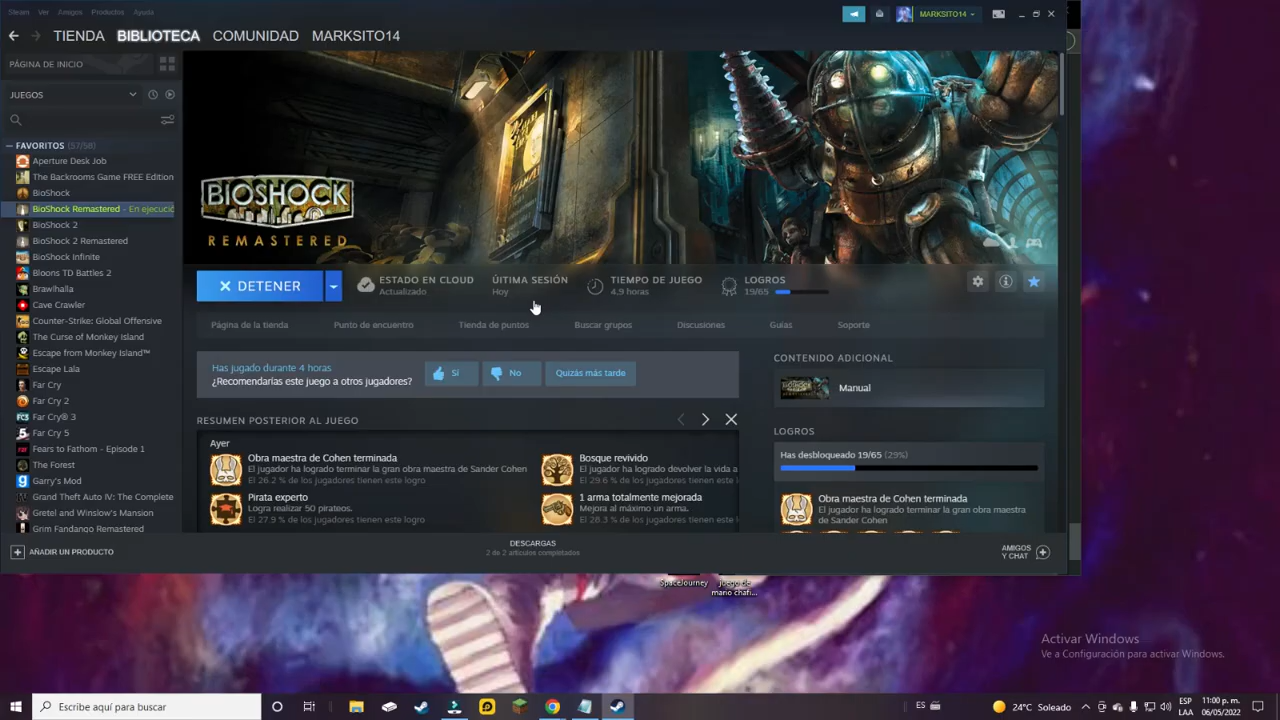 Steam Ver Juegos Productos Ayuda
MARKSITO14
TIENDA BIBLIOTECA COMUNIDAD MARKSITO14
PÁGINA DE INICIO
JUEGOS
FAVORITOS (57/58)
Aperture Desk Job
The Backrooms Game FREE Edition
BioShock
BioShock Remastered - En ejecució
BioShock 2
BioShock 2 Remastered
BioShock Infinite
Bloons TD Battles 2
Brawlhalla
Cave Crawler
Counter-Strike: Global Offensive
The Curse of Monkey Island
Escape from Monkey Island™
Escape Lala
Far Cry
Far Cry 2
Far Cry® 3
Far Cry 5
Fears to Fathom - Episode 1
The Forest
Garry's Mod
Grand Theft Auto IV: The Complete
Gretel and Winslow's Mansion
Grim Fandango Remastered
AÑADIR UN PRODUCTO
BIOSHOCK
REMASTERED
DETENER
ESTADO EN CLOUD
Actualizado
ÚLTIMA SESIÓN
Hoy
TIEMPO DE JUEGO
4,9 horas
LOGROS
19/65
Página de la tienda Punto de encuentro Tienda de puntos Buscar grupos Discusiones Guías Soporte
Has jugado durante 4 horas
¿Recomendarías este juego a otros jugadores?
Sí No Quizás más tarde
RESUMEN POSTERIOR AL JUEGO
Ayer
Obra maestra de Cohen terminada
El jugador ha logrado terminar la gran obra maestra de Sander Cohen
El 26.2 % de los jugadores tienen este logro
Bosque revivido
El jugador ha logrado devolver la vida a
El 29.6 % de los jugadores tienen este logro
Pirata experto
Logra realizar 50 pirateos.
El 27.9 % de los jugadores tienen este logro
1 arma totalmente mejorada
Mejora al máximo un arma.
El 28.3 % de los jugadores tienen este logro
CONTENIDO ADICIONAL
Manual
LOGROS
Has desbloqueado 19/65 (29%)
Obra maestra de Cohen terminada
El jugador ha logrado terminar la gran obra maestra
de Sander Cohen
DESCARGAS
2 de 2 artículos completados
AMIGOS
Y CHAT
SpaceJourney
Juego de
mario chafi...
Activar Windows
Ve a Configuración para activar Windows.
Escribe aquí para buscar
ES
24°C Soleado
ESP
LAA
11:00 p. m.
06/05/2022